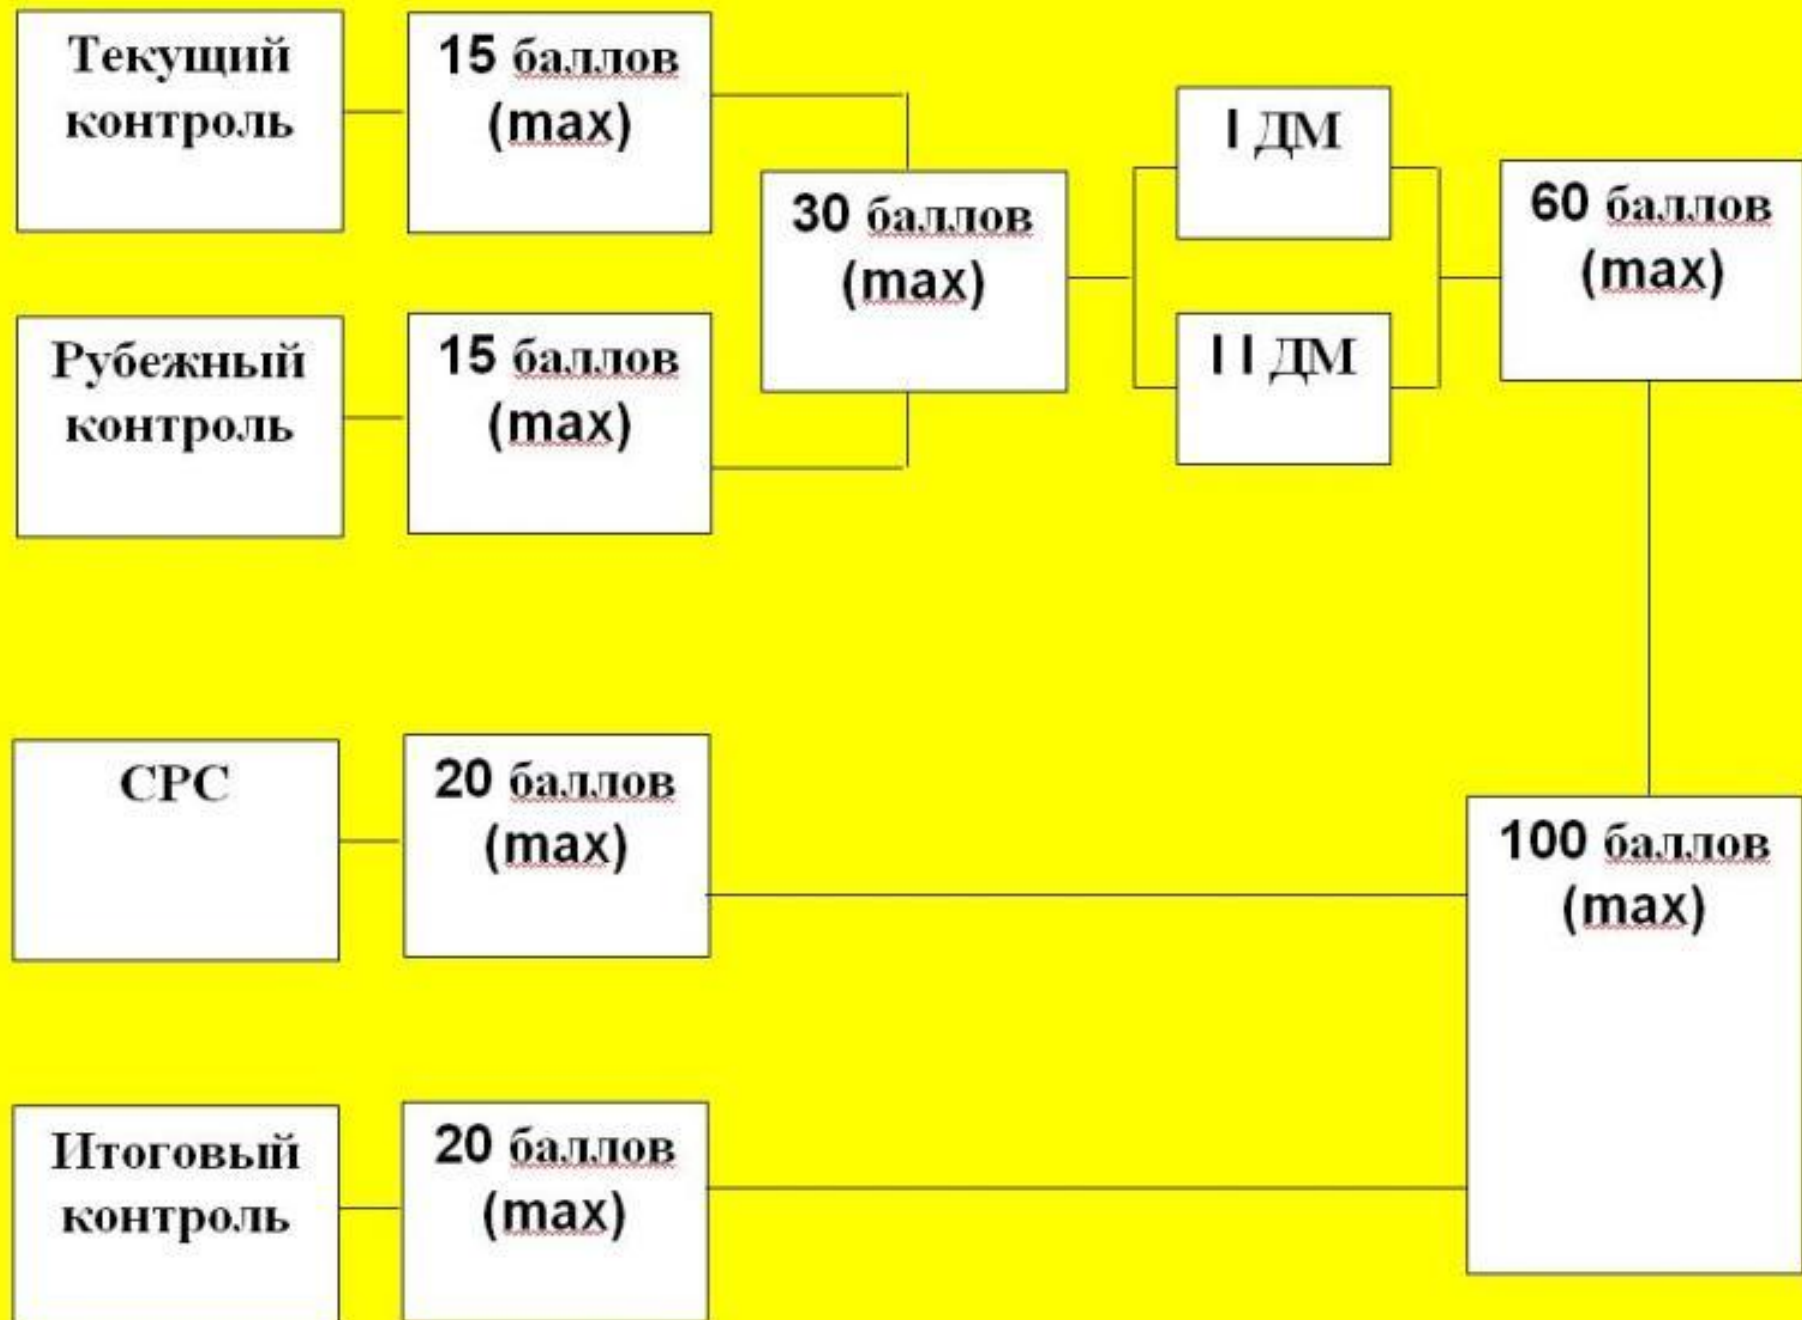 Текущий
контроль
15 баллов
(max)
30 баллов
(max)
I ДМ
60 баллов
(max)
Рубежный
контроль
15 баллов
(max)
I I ДМ
СРС
20 баллов
(max)
100 баллов
(max)
Итоговый
контроль
20 баллов
(max)